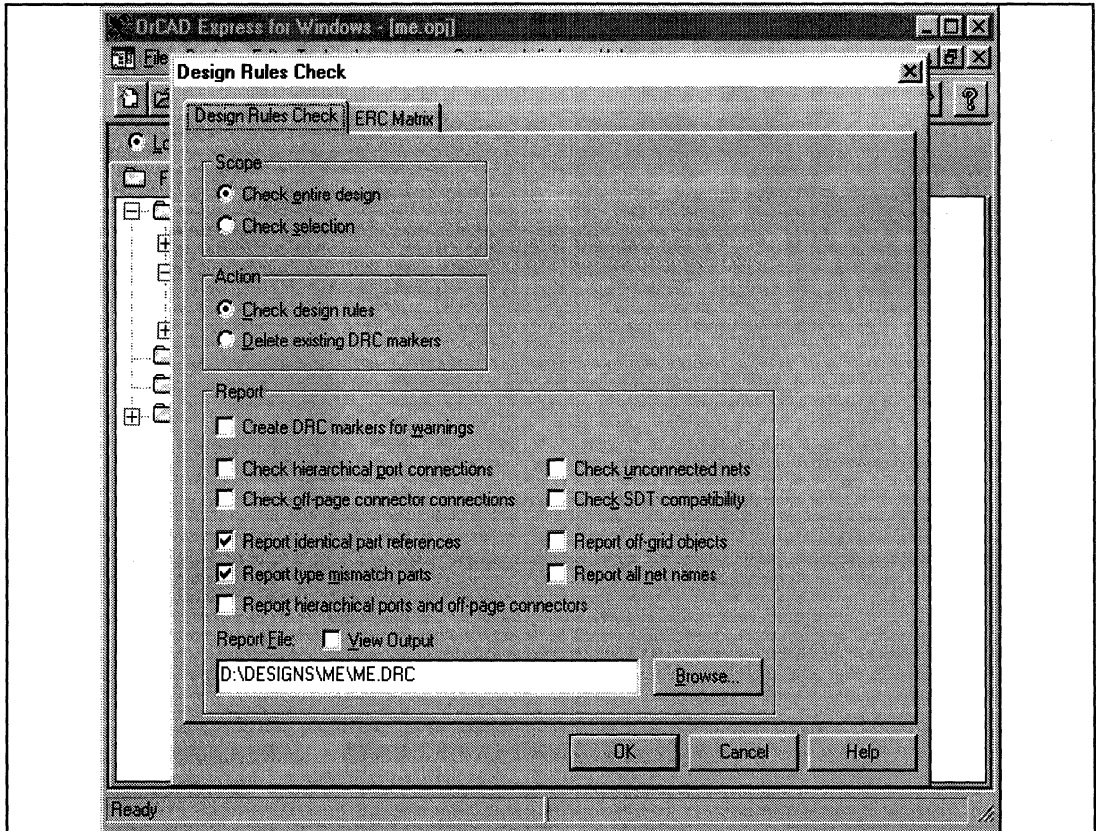 OrCAD Express for Windows - [me.opj]
File
Design Rules Check
Design Rules Check
ERC Matrix
Scope
Check entire design
Check selection
Action
Check design rules
Delete existing DRC markers
Report
Create DRC markers for warnings
Check hierarchical port connections
Check unconnected nets
Check off-page connector connections
Check SDT compatibility
Report identical part references
Report off-grid objects
Report type mismatch parts
Report all net names
Report hierarchical ports and off-page connectors
Report File:
View Output
D:\DESIGNS\ME\ME.DRC
Browse...
OK
Cancel
Help
Ready